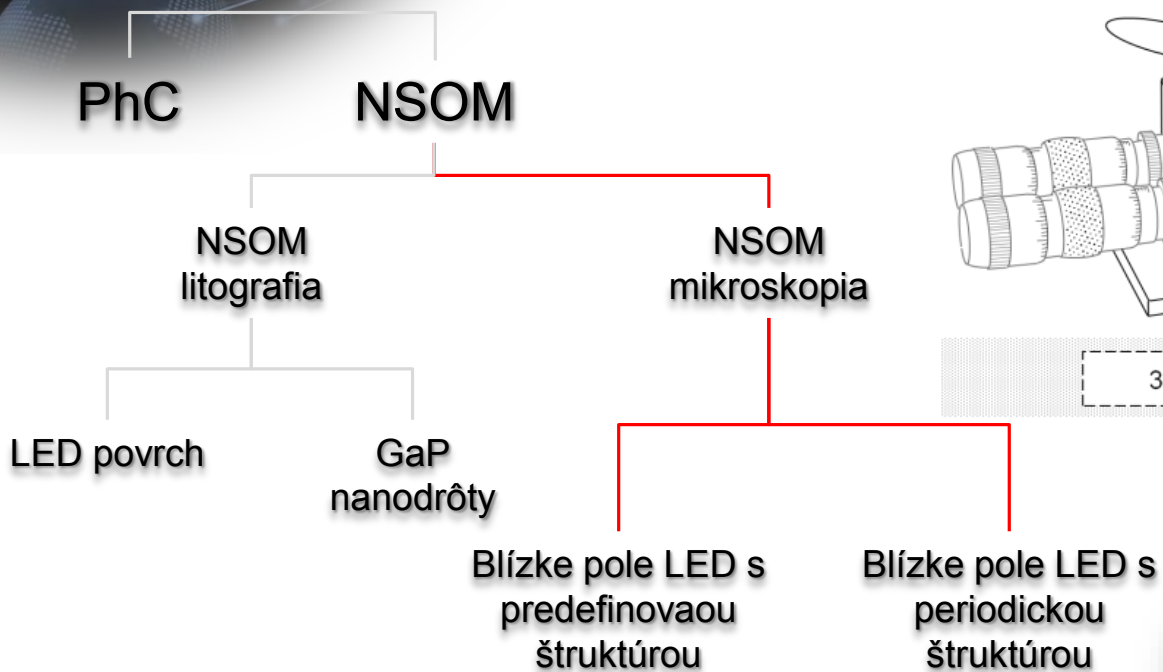 PhC
NSOM
NSOM
litografia
NSOM
mikroskopia
3
LED povrch
GaP
nanodrôty
Blízke pole LED s
predefinovaou
štruktúrou
Blízke pole LED s
periodickou
štruktúrou